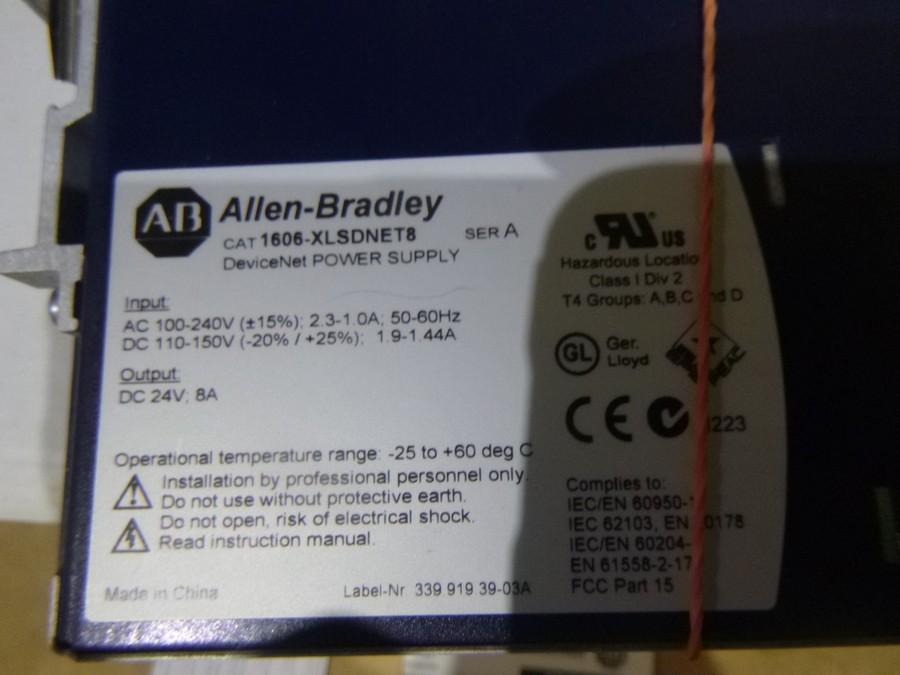 AB Allen-Bradley
CAT 1606-XLSDNET8 SER A
DeviceNet POWER SUPPLY
Input:
AC 100-240V (±15%); 2.3-1.0A; 50-60Hz
DC 110-150V (-20% / +25%); 1.9-1.44A
Output:
DC 24V; 8A
Operational temperature range: -25 to +60 deg C
Installation by professional personnel only.
Do not use without protective earth.
Do not open, risk of electrical shock.
Read instruction manual.
Made in China
Label-Nr 339 919 39-03A
c RU US
Hazardous Locatio
Class I Div 2
T4 Groups: A,B,C and D
GL Ger.
Lloyd
CE
223
Complies to:
IEC/EN 60950-1
IEC 62103, EN 0178
IEC/EN 60204-
EN 61558-2-17
FCC Part 15